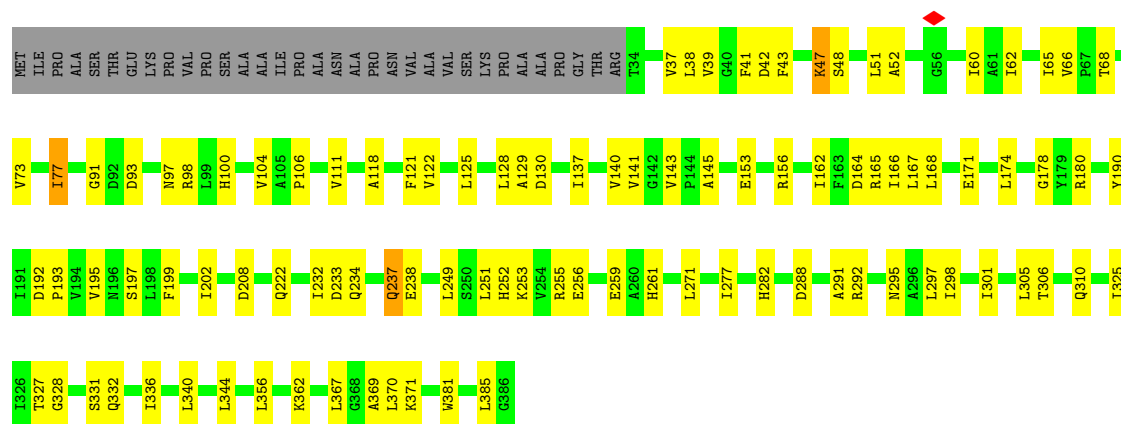 MET ILE PRO ALA SER THR GLU LYS PRO VAL PRO SER ALA ALA ILE PRO ALA ASN ALA PRO ASN VAL ALA VAL SER LYS PRO ALA ALA PRO GLY THR ARG T34 V37 L38 V39 G40 F41 D42 F43 K47 S48 L51 A52 G56 I60 A61 I62 I65 V66 P67 T68
V73 I77 G91 D92 D93 N97 R98 L99 H100 V104 A105 P106 V111 A118 F121 V122 L125 L128 A129 D130 I137 V140 V141 G142 V143 P144 A145 E153 R156 I162 F163 D164 R165 I166 L167 L168 E171 L174 G178 Y179 R180 Y190
I191 D192 P193 V194 V195 N196 S197 L198 F199 I202 D208 Q222 I232 D233 Q234 Q237 E238 L249 S250 L251 H252 K253 V254 R255 E256 E259 A260 H261 L271 I277 H282 D288 A291 R292 N295 A296 L297 I298 I301 L305 T306 Q310 I325
I326 T327 G328 S331 Q332 I336 L340 L344 L356 K362 L367 G368 A369 L370 K371 W381 L385 G386